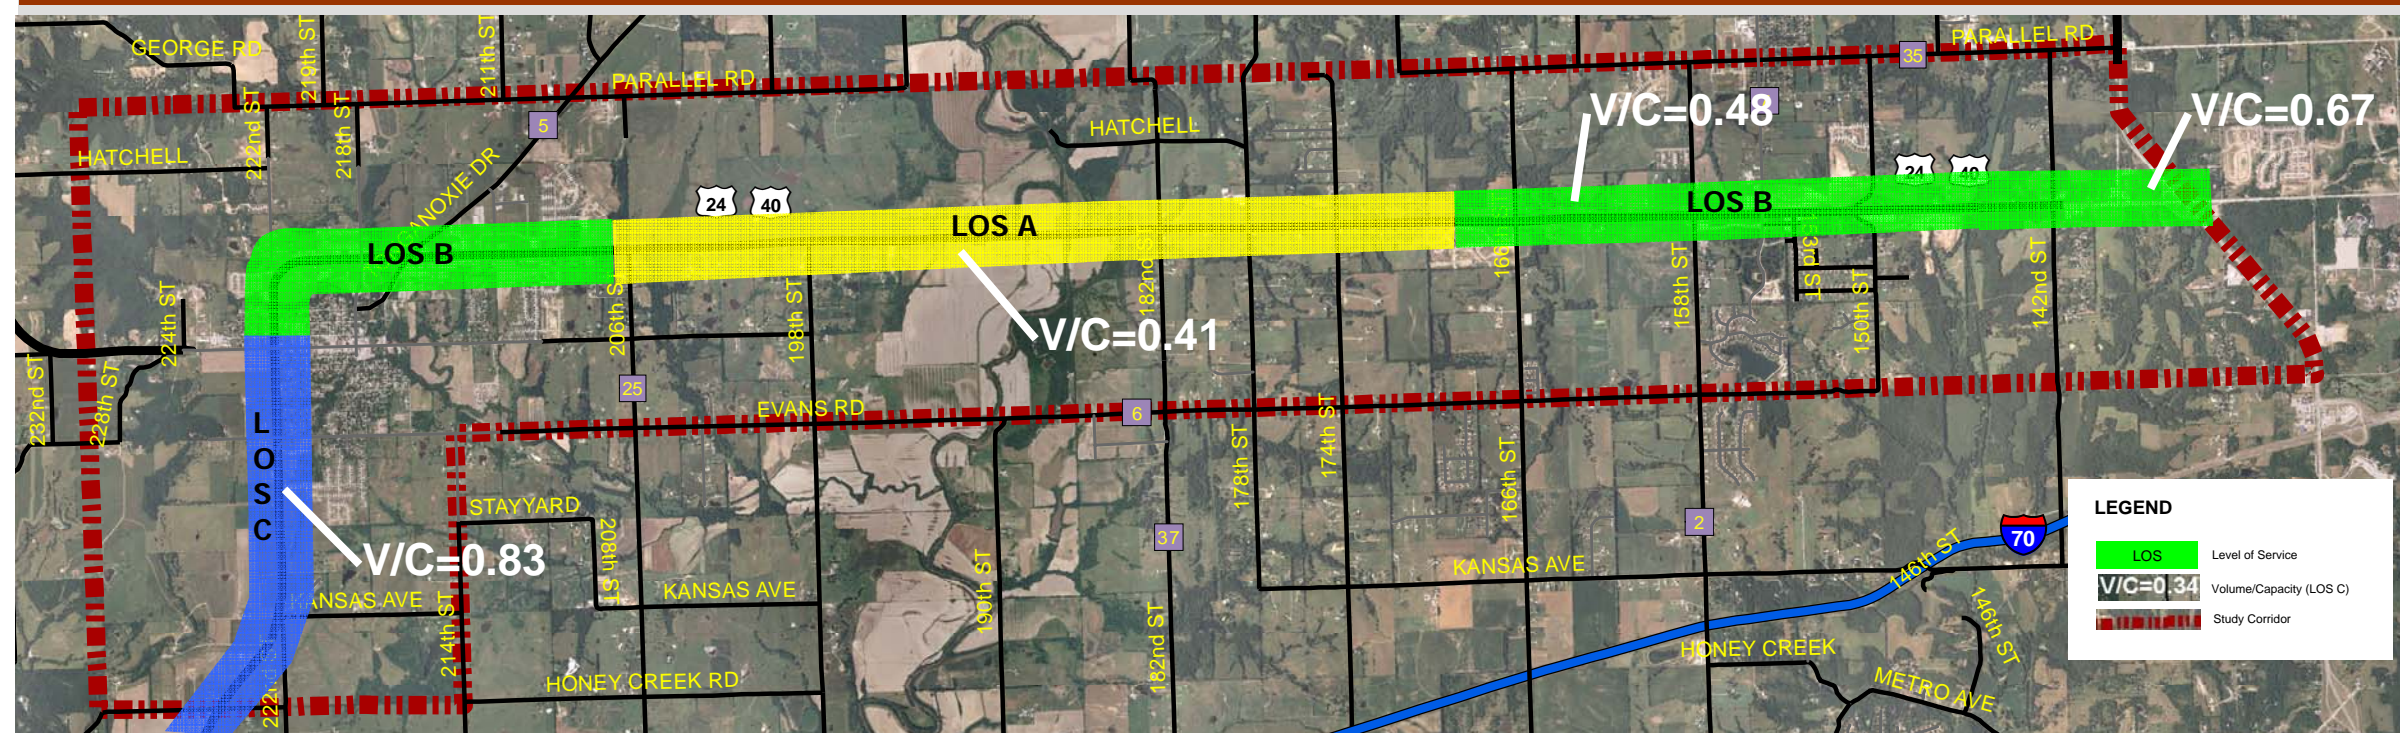 GEORGE RD
219th ST
211th ST
PARALLEL RD
PARALLEL RD
35
5
222nd ST
218th ST
HATCHELL
HATCHELL
V/C=0.48
V/C=0.67
24
40
24
40
LOS B
LOS A
LOS B
182nd ST
158th ST
150th ST
142nd ST
224th ST
206th ST
198th ST
V/C=0.41
232nd ST
228th ST
25
EVANS RD
6
178th ST
174th ST
166th ST
L
O
S
C
V/C=0.83
STAYYARD
208th ST
37
2
146th ST
70
KANSAS AVE
KANSAS AVE
214th ST
190th ST
182nd ST
146th ST
HONEY CREEK
HONEY CREEK RD
METRO AVE
LEGEND
LOS
Level of Service
V/C=0.34
Volume/Capacity (LOS C)
Study Corridor